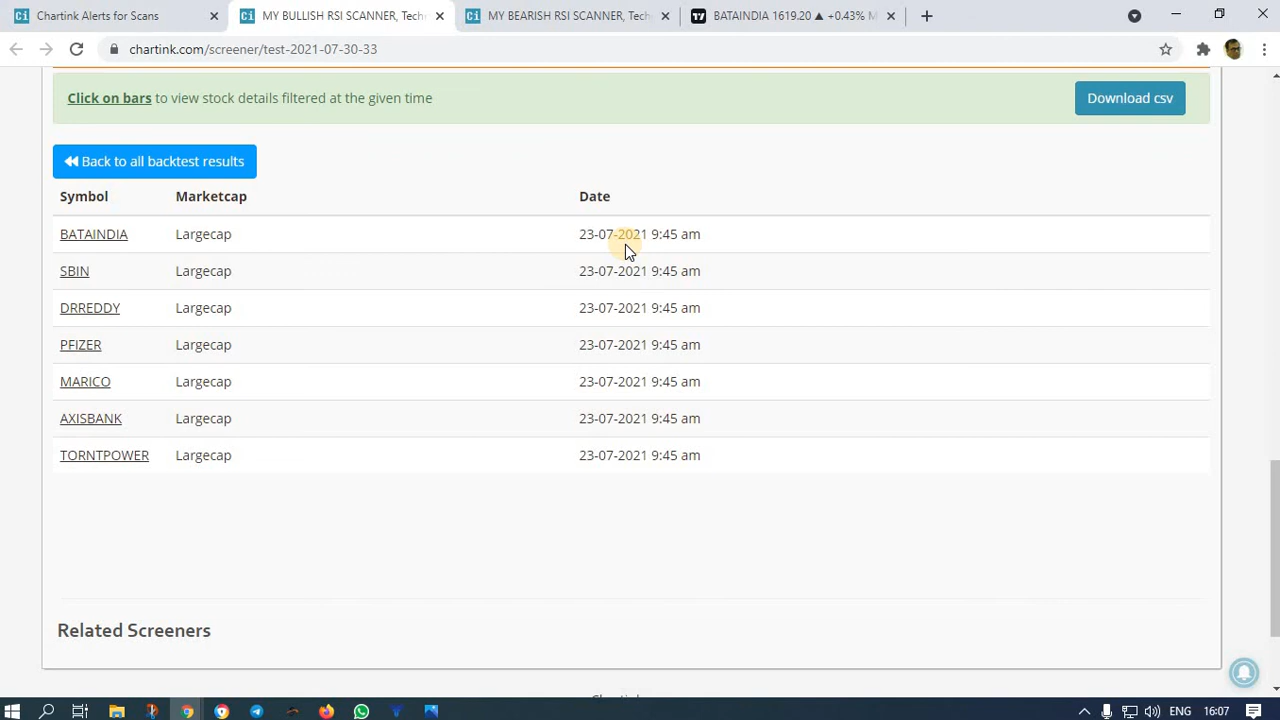 Chartink Alerts for Scans
MY BULLISH RSI SCANNER, Tech
MY BEARISH RSI SCANNER, Tech
BATAINDIA 1619.20 ▲ +0.43% M
chartink.com/screener/test-2021-07-30-33
Click on bars to view stock details filtered at the given time
Download csv
Back to all backtest results
Symbol Marketcap Date
BATAINDIA Largecap 23-07-2021 9:45 am
SBIN Largecap 23-07-2021 9:45 am
DRREDDY Largecap 23-07-2021 9:45 am
PFIZER Largecap 23-07-2021 9:45 am
MARICO Largecap 23-07-2021 9:45 am
AXISBANK Largecap 23-07-2021 9:45 am
TORNTPOWER Largecap 23-07-2021 9:45 am
Related Screeners
ENG 16:07